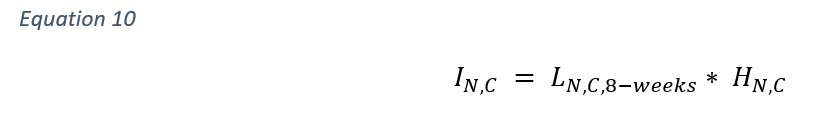 Equation 10
I_{N,C} = L_{N,C,8−weeks} * H_{N,C}